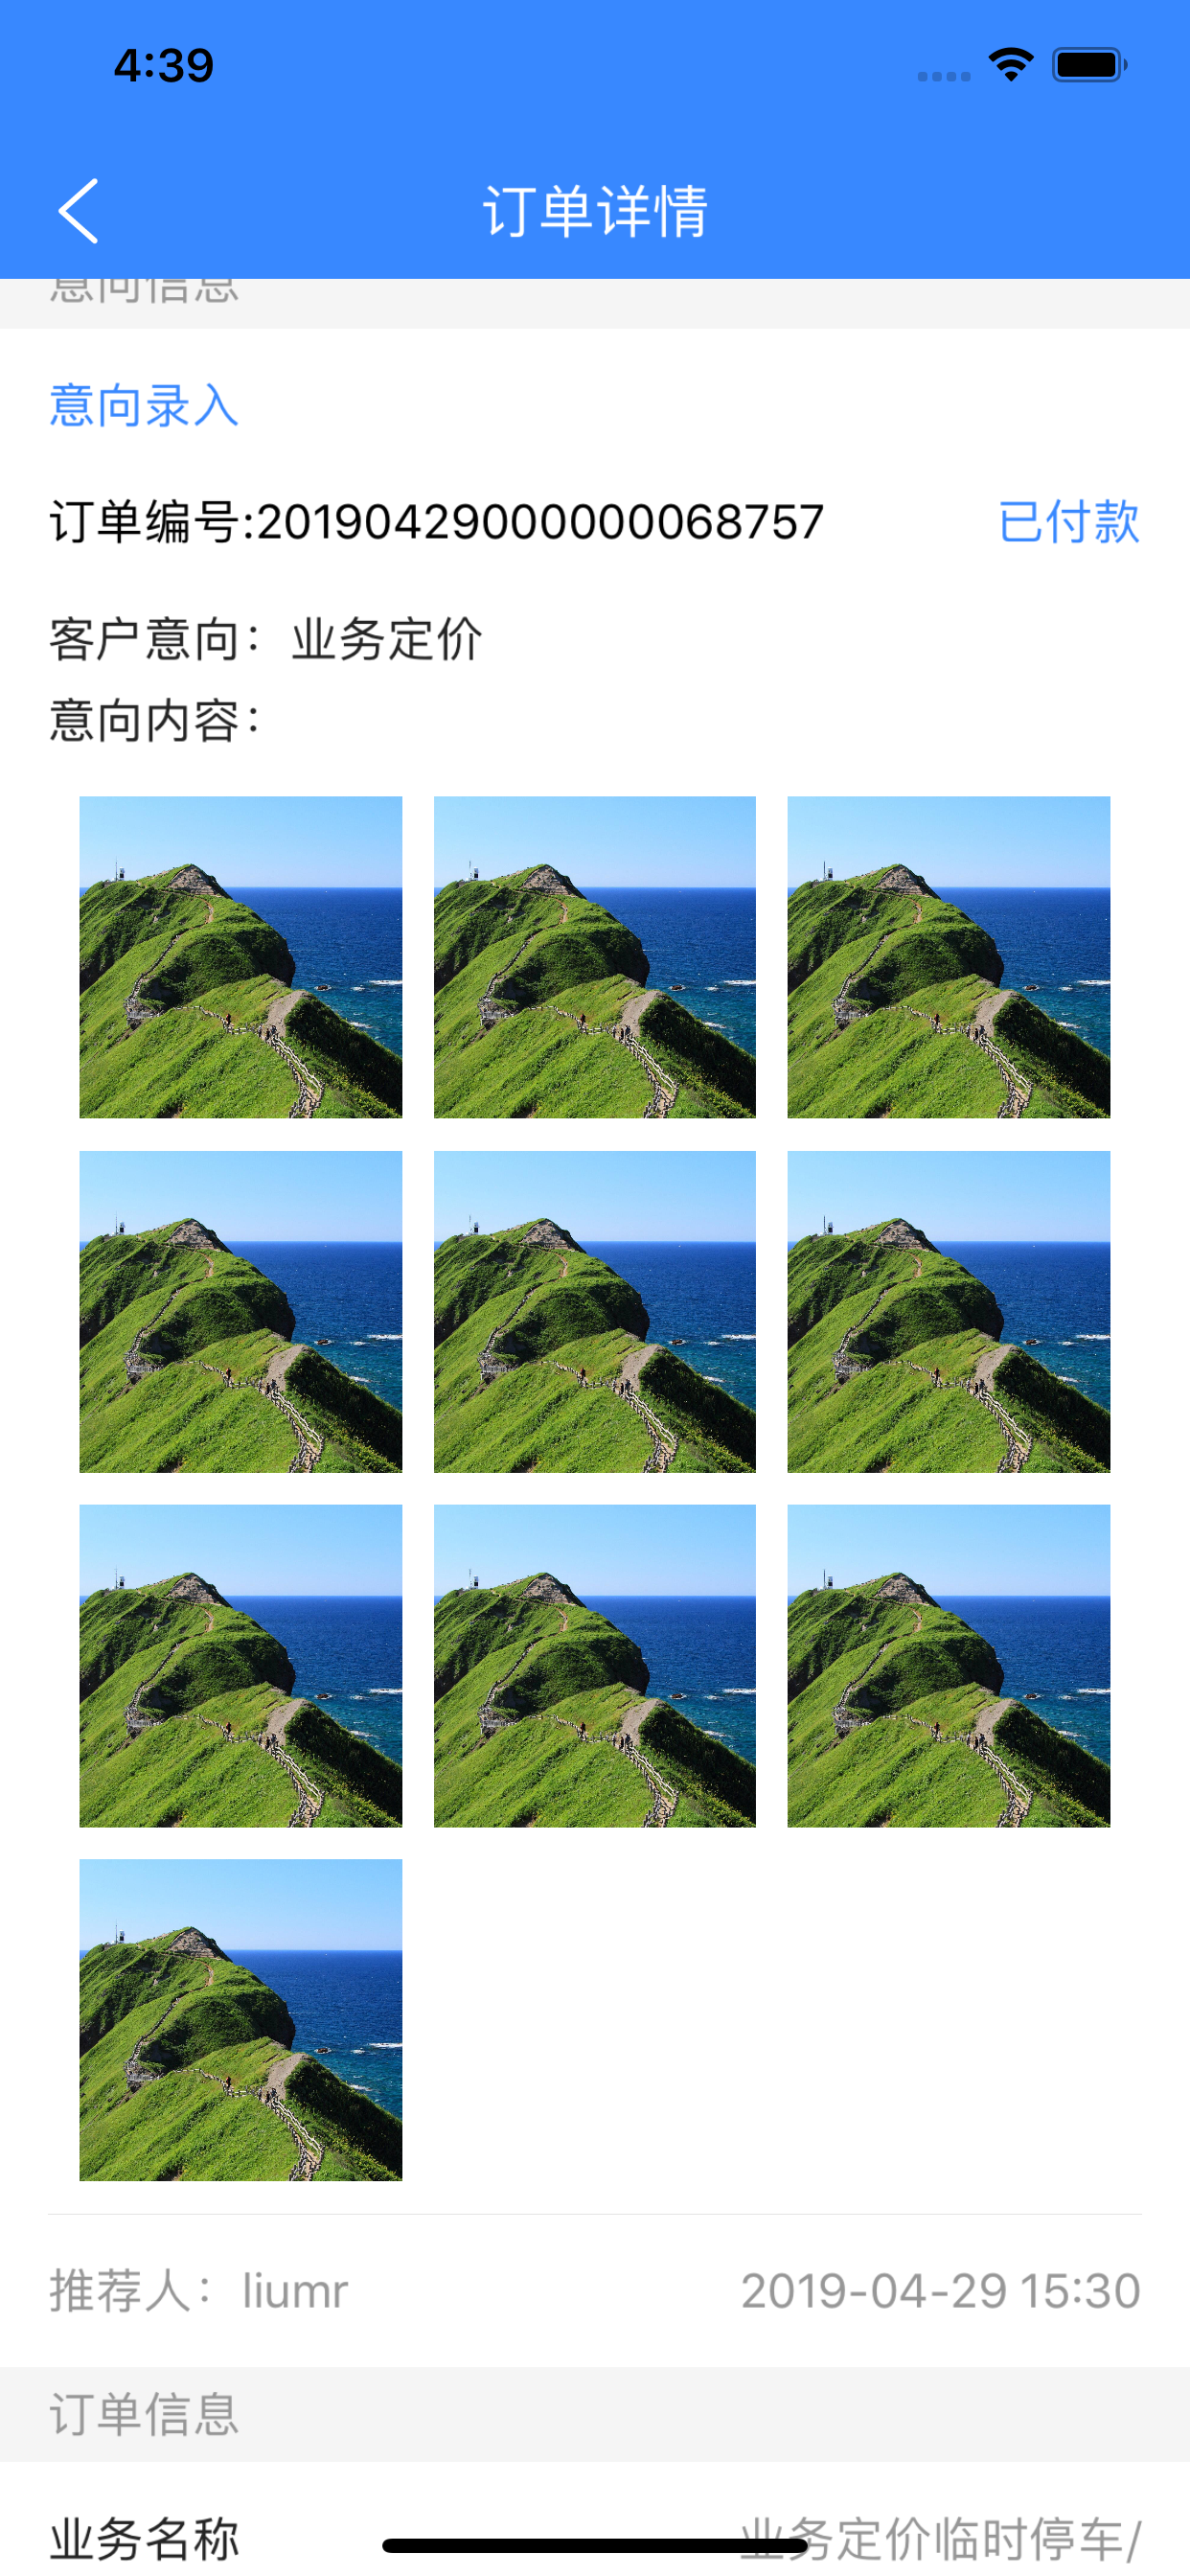 4:39
订单详情
意向信息
意向录入
订单编号:20190429000000068757 已付款
客户意向：业务定价
意向内容：
推荐人：liumr 2019-04-29 15:30
订单信息
业务名称 业务定价临时停车/